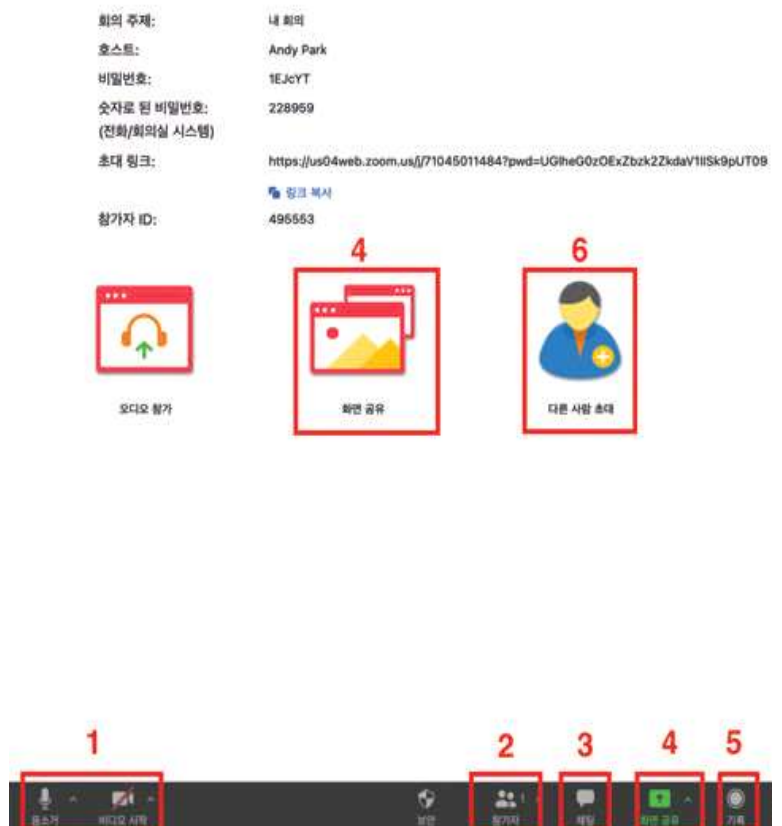 회의 주제: 내 회의
호스트: Andy Park
비밀번호: 1EJcYT
숫자로 된 비밀번호: 228959
(전화/회의실 시스템)
초대 링크: https://us04web.zoom.us/j/71045011484?pwd=UGlheG0zOExZbzk2ZkdaV1lISk9pUT09
링크 복사
참가자 ID: 495553
4 6
오디오 참가 화면 공유 다른 사람 초대
1 2 3 4 5
1
음소거 비디오 시작 보안 참가자 채팅 화면 공유 기록